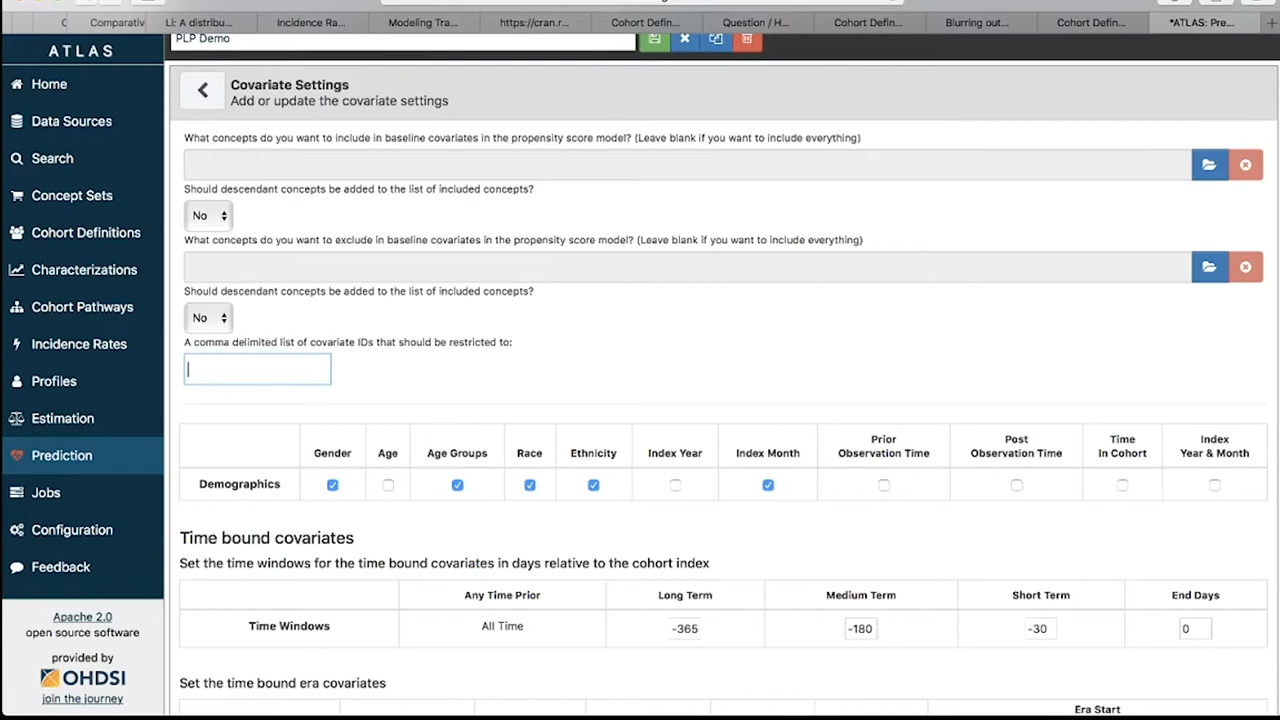 Comparativ
Li: A distribu...
Incidence Ra...
Modeling Tra...
https://cran.r...
Cohort Defin...
Question / H...
Cohort Defin...
Blurring out...
Cohort Defin...
*ATLAS: Pre...
ATLAS
PLP Demo
Home
Data Sources
Search
Concept Sets
Cohort Definitions
Characterizations
Cohort Pathways
Incidence Rates
Profiles
Estimation
Prediction
Jobs
Configuration
Feedback
Apache 2.0
open source software
provided by
OHDSI
join the journey
Covariate Settings
Add or update the covariate settings
What concepts do you want to include in baseline covariates in the propensity score model? (Leave blank if you want to include everything)
Should descendant concepts be added to the list of included concepts?
No
What concepts do you want to exclude in baseline covariates in the propensity score model? (Leave blank if you want to include everything)
Should descendant concepts be added to the list of included concepts?
No
A comma delimited list of covariate IDs that should be restricted to:
Gender Age Age Groups Race Ethnicity Index Year Index Month Prior Observation Time Post Observation Time Time In Cohort Index Year & Month
Demographics
Time bound covariates
Set the time windows for the time bound covariates in days relative to the cohort index
Any Time Prior Long Term Medium Term Short Term End Days
Time Windows All Time -365 -180 -30 0
Set the time bound era covariates
Era Start